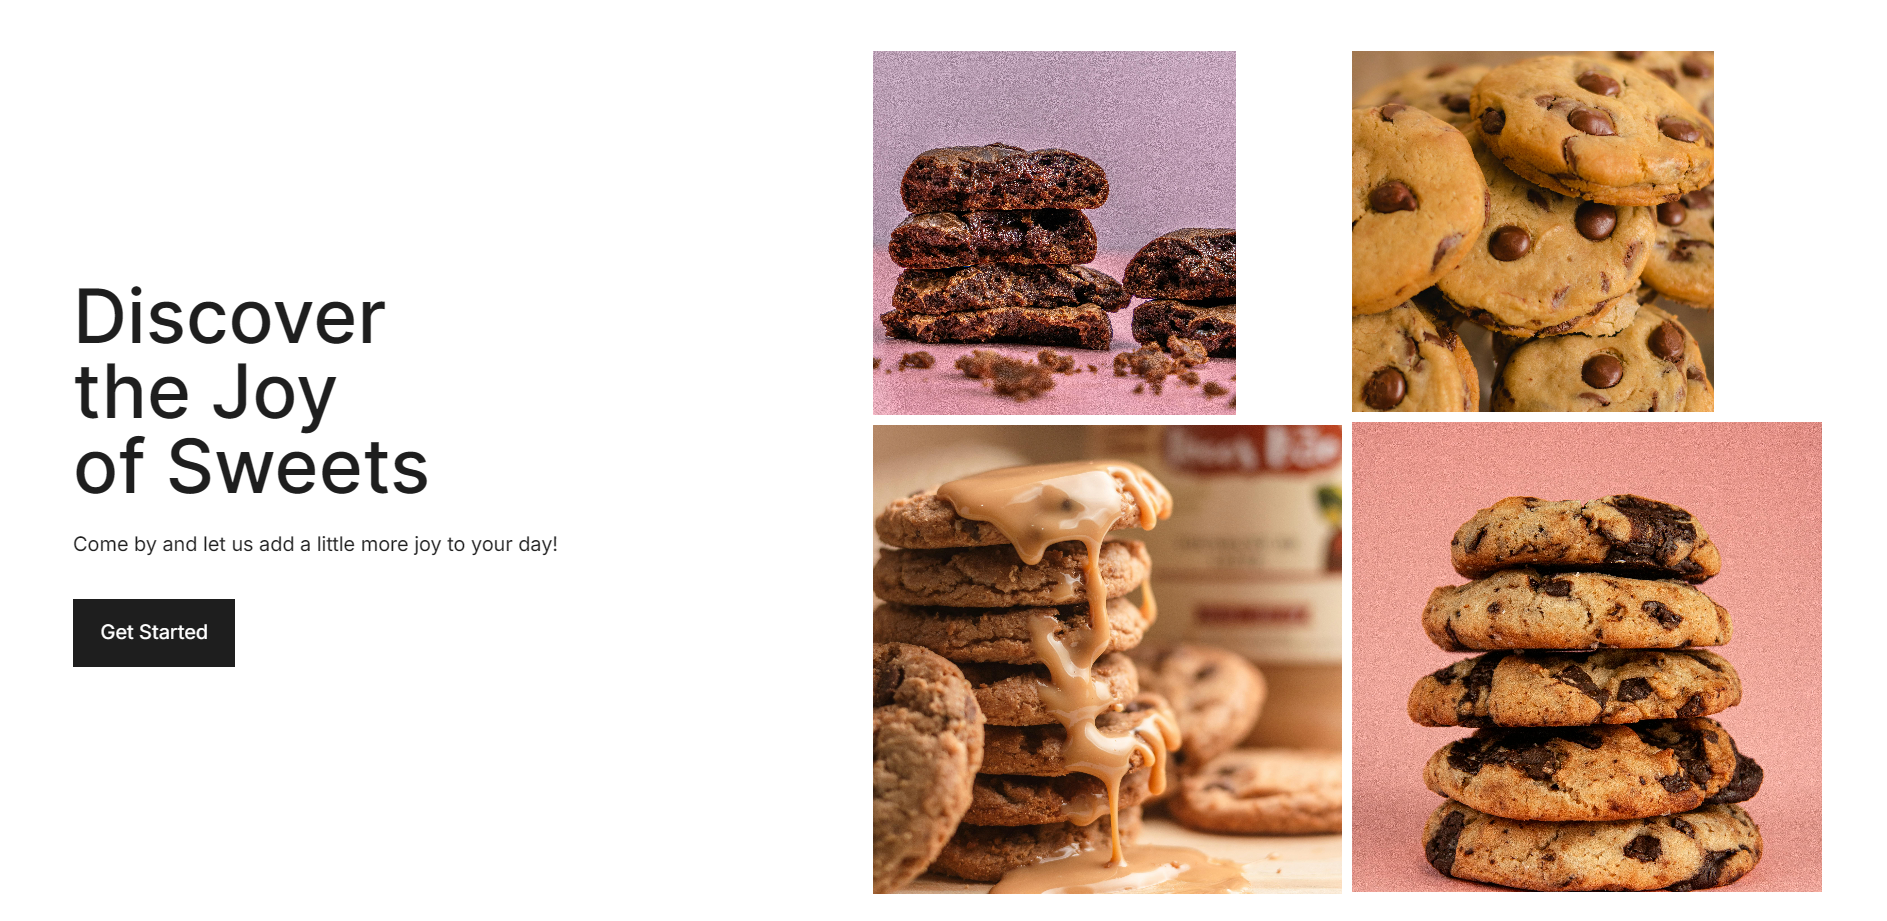 Discover
the Joy
of Sweets
Come by and let us add a little more joy to your day!
Get Started